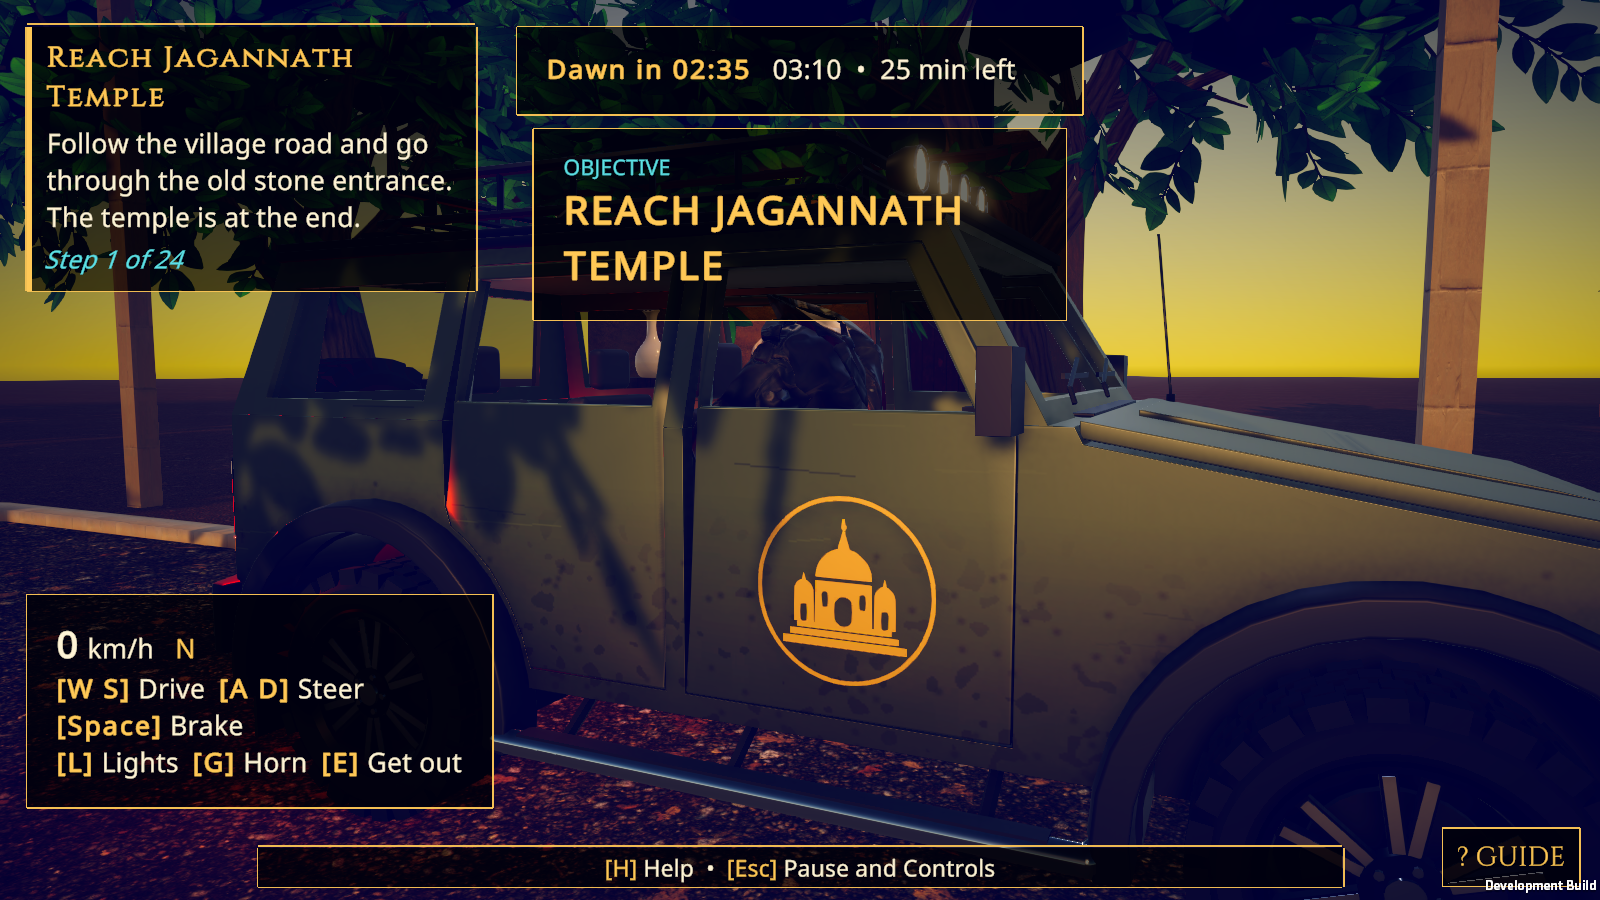 REACH JAGANNATH
TEMPLE
Follow the village road and go
through the old stone entrance.
The temple is at the end.
Step 1 of 24
Dawn in 02:35 03:10 • 25 min left
OBJECTIVE
REACH JAGANNATH
TEMPLE
0 km/h N
[W S] Drive [A D] Steer
[Space] Brake
[L] Lights [G] Horn [E] Get out
[H] Help • [Esc] Pause and Controls
? GUIDE
Development Build